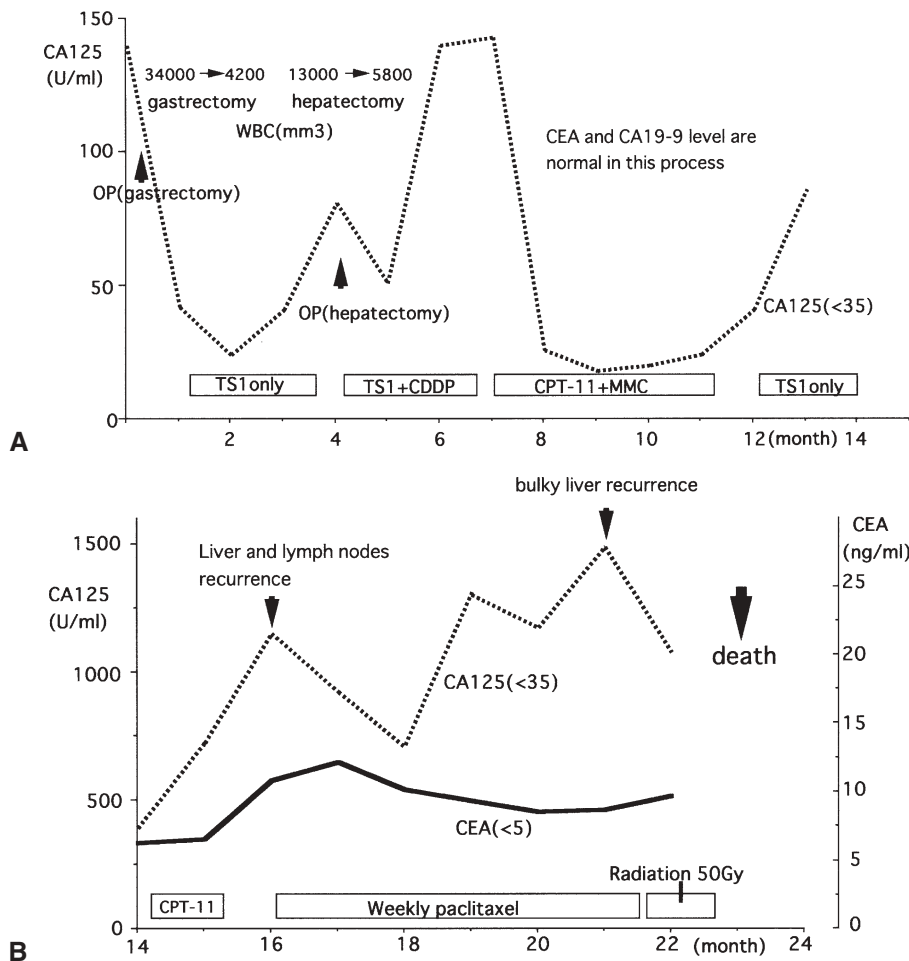 150
CA125
(U/ml)
34000 → 4200
13000 → 5800
gastrectomy
hepatectomy
WBC(mm3)
CEA and CA19-9 level are
normal in this process
100
OP(gastrectomy)
50
OP(hepatectomy)
CA125(<35)
TS1only
TS1+CDDP
CPT-11+MMC
TS1only
0
2
4
6
8
10
12 (month) 14
A
bulky liver recurrence
CEA
(ng/ml)
1500
Liver and lymph nodes
recurrence
25
CA125
(U/ml)
death
20
1000
CA125(<35)
15
500
10
CEA(<5)
5
Radiation 50Gy
CPT-11
Weekly paclitaxel
0
0
14
16
18
20
22
(month)
24
B